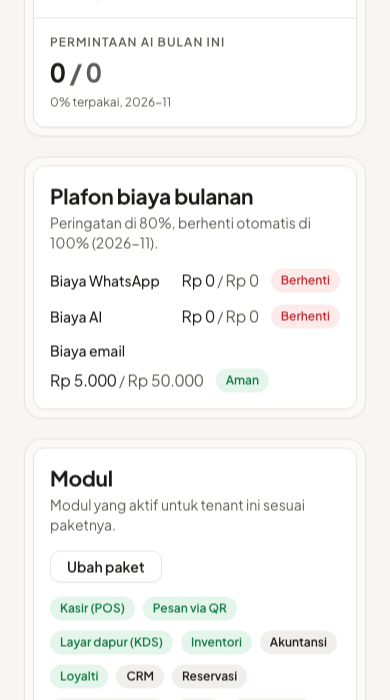 PERMINTAAN AI BULAN INI
0 / 0
0% terpakai, 2026-11
Plafon biaya bulanan
Peringatan di 80%, berhenti otomatis di
100% (2026-11).
Biaya WhatsApp Rp 0 / Rp 0 Berhenti
Biaya AI Rp 0 / Rp 0 Berhenti
Biaya email
Rp 5.000 / Rp 50.000 Aman
Modul
Modul yang aktif untuk tenant ini sesuai
paketnya.
Ubah paket
Kasir (POS) Pesan via QR
Layar dapur (KDS) Inventori Akuntansi
Loyalti CRM Reservasi